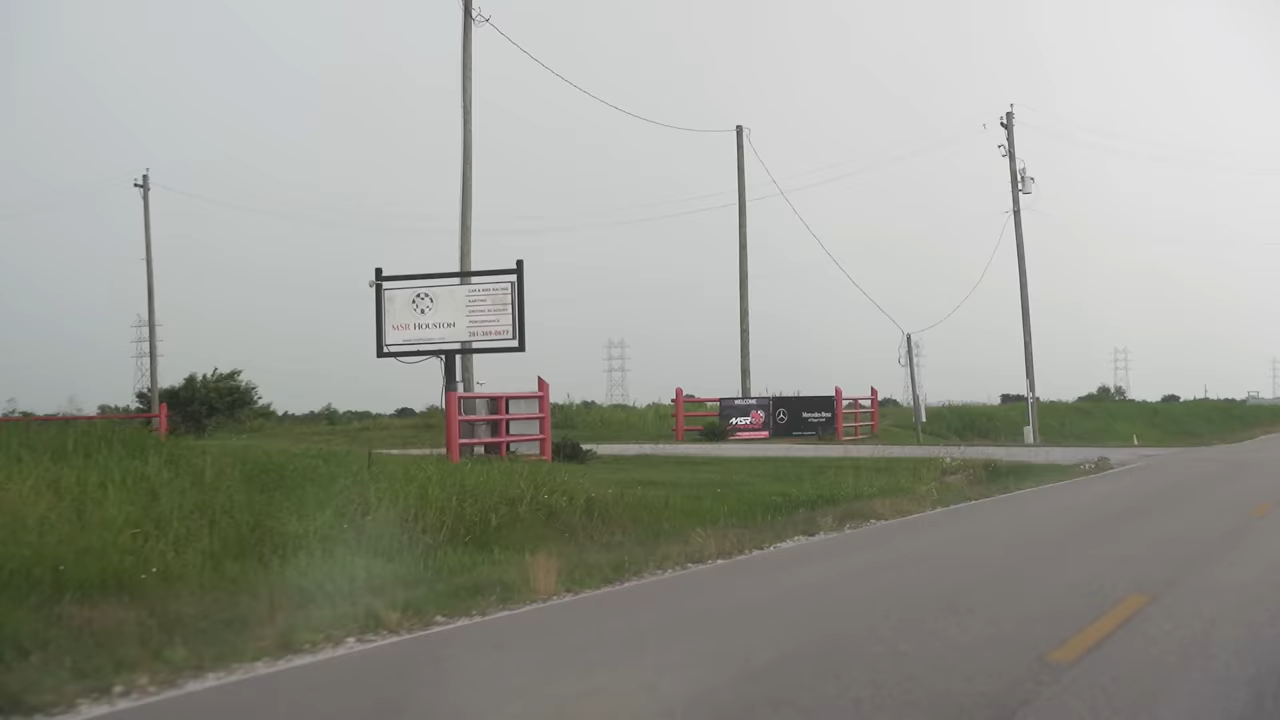 MSR HOUSTON
CAR & BIKE RACING
KARTING
DRIVING ACADEMY
PERFORMANCE
281-369-0677
WELCOME
MSR
Mercedes-Benz